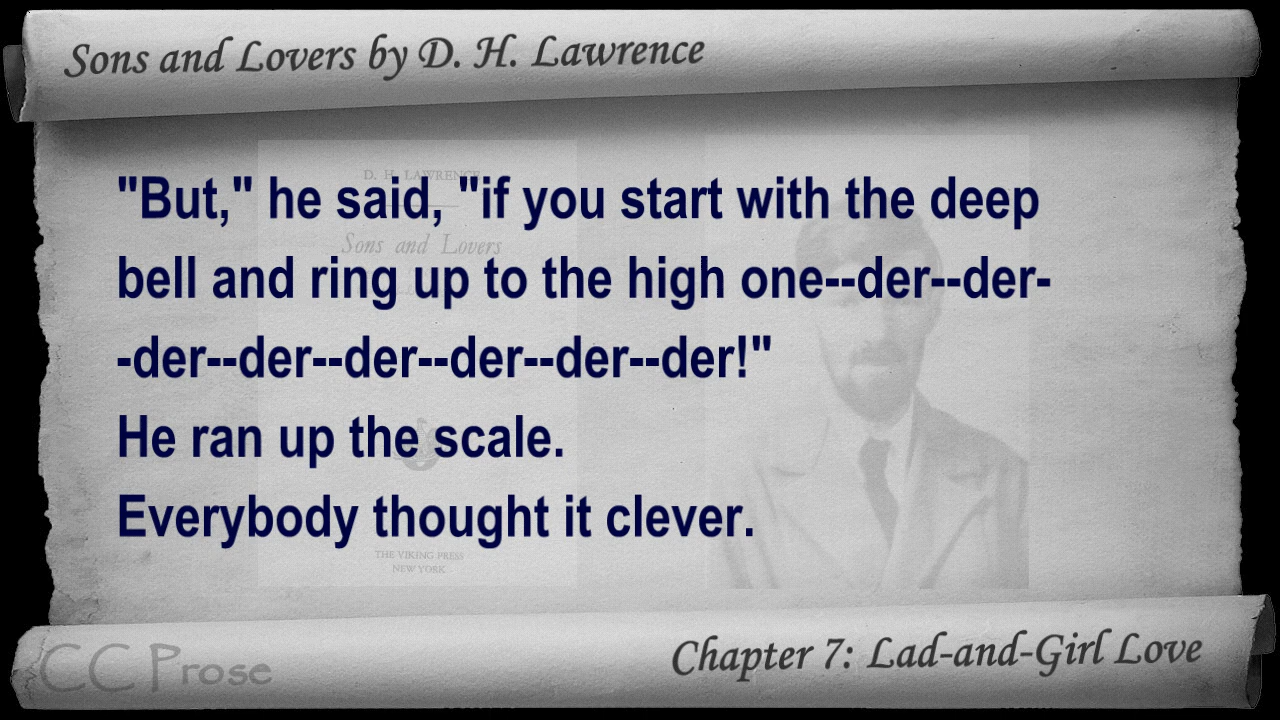 Sons and Lovers by D. H. Lawrence
D. H. LAWRENCE
Sons and Lovers
"But," he said, "if you start with the deep
bell and ring up to the high one--der--der-
-der--der--der--der--der--der!"
He ran up the scale.
Everybody thought it clever.
THE VIKING PRESS
NEW YORK
CC Prose
Chapter 7: Lad-and-Girl Love